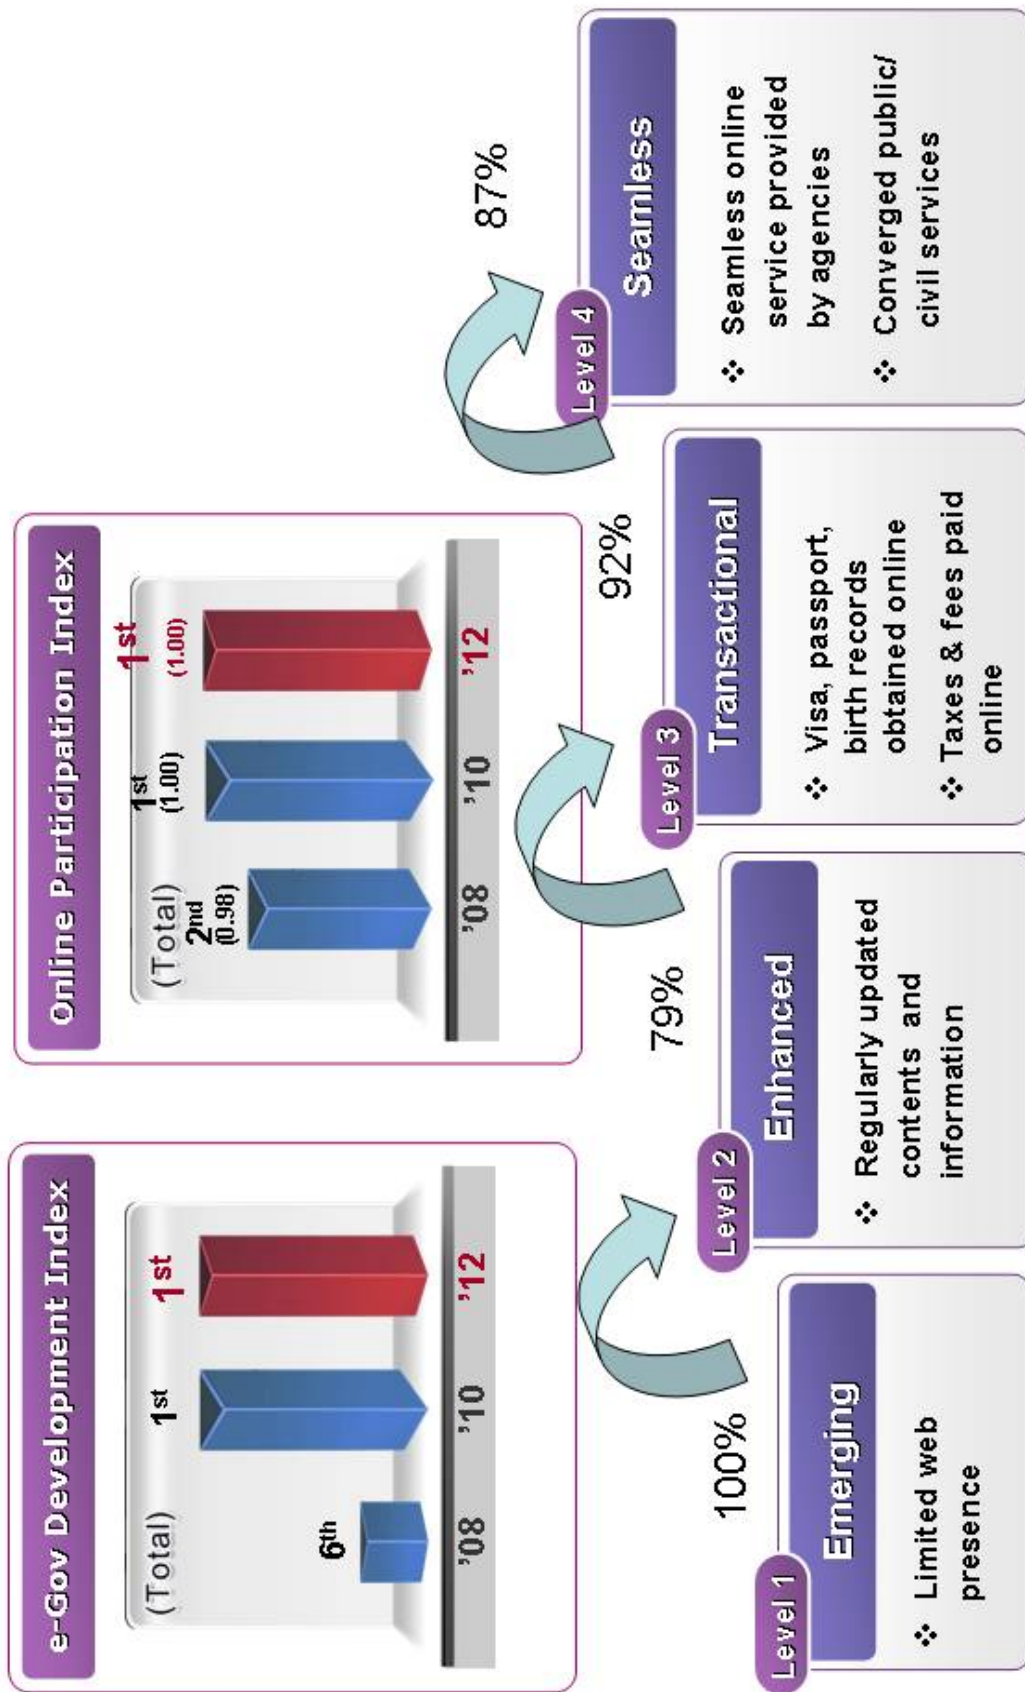 e-Gov Development Index
(Total)
6th
1st
1st
'08
'10
'12
Online Participation Index
(Total)
2nd
(0.98)
1st
(1.00)
1st
(1.00)
'08
'10
'12
100%
79%
92%
87%
Level 1
Emerging
❖ Limited web
presence
Level 2
Enhanced
❖ Regularly updated
contents and
information
Level 3
Transactional
❖ Visa, passport,
birth records
obtained online
❖ Taxes & fees paid
online
Level 4
Seamless
❖ Seamless online
service provided
by agencies
❖ Converged public/
civil services